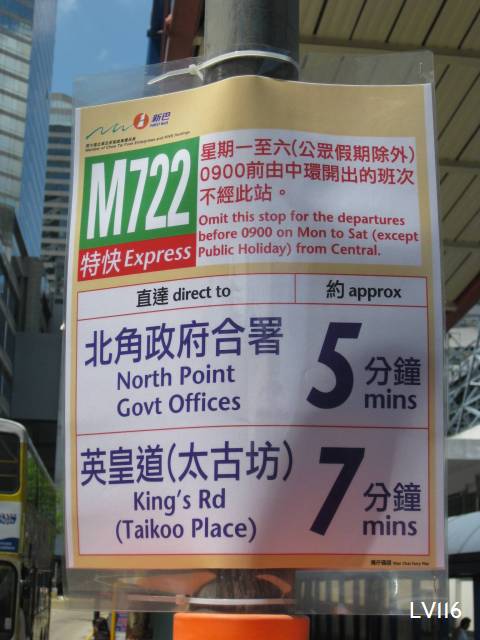 新巴
FIRST BUS
M722
特快 Express
星期一至六(公眾假期除外)
0900前由中環開出的班次
不經此站。
Omit this stop for the departures
before 0900 on Mon to Sat (except
Public Holiday) from Central.
直達 direct to
約 approx
北角政府合署
North Point
Govt Offices
5 分鐘
mins
英皇道(太古坊)
King's Rd
(Taikoo Place)
7 分鐘
mins
LVII6